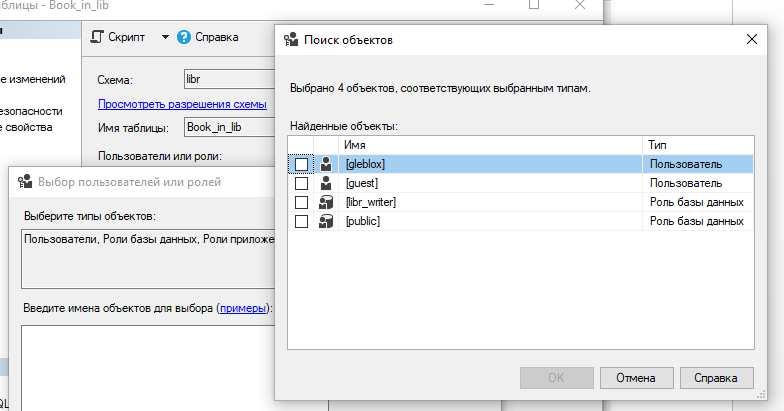 таблицы - Book_in_lib
Скрипт
Справка
е изменений
езопасности
е свойства
Схема:
libr
Просмотреть разрешения схемы
Имя таблицы:
Book_in_lib
Пользователи или роли:
Выбор пользователей или ролей
Выберите типы объектов:
Пользователи, Роли базы данных, Роли приложе
Введите имена объектов для выбора (примеры):
Поиск объектов
Выбрано 4 объектов, соответствующих выбранным типам.
Найденные объекты:
Имя Тип
[gleblox] Пользователь
[guest] Пользователь
[libr_writer] Роль базы данных
[public] Роль базы данных
OK Отмена Справка